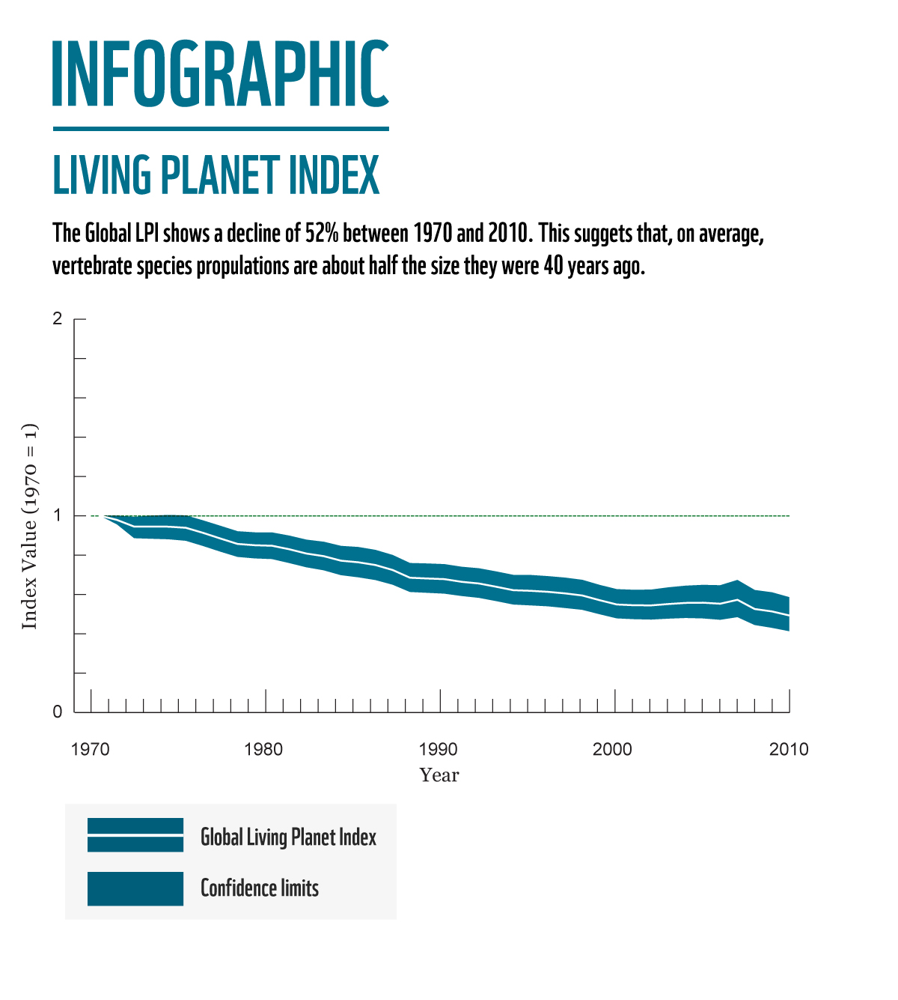 INFOGRAPHIC
LIVING PLANET INDEX
The Global LPI shows a decline of 52% between 1970 and 2010. This suggets that, on average,
vertebrate species propulations are about half the size they were 40 years ago.
2
1
0
Index Value (1970 = 1)
1970 1980 1990 2000 2010
Year
Global Living Planet Index
Confidence limits